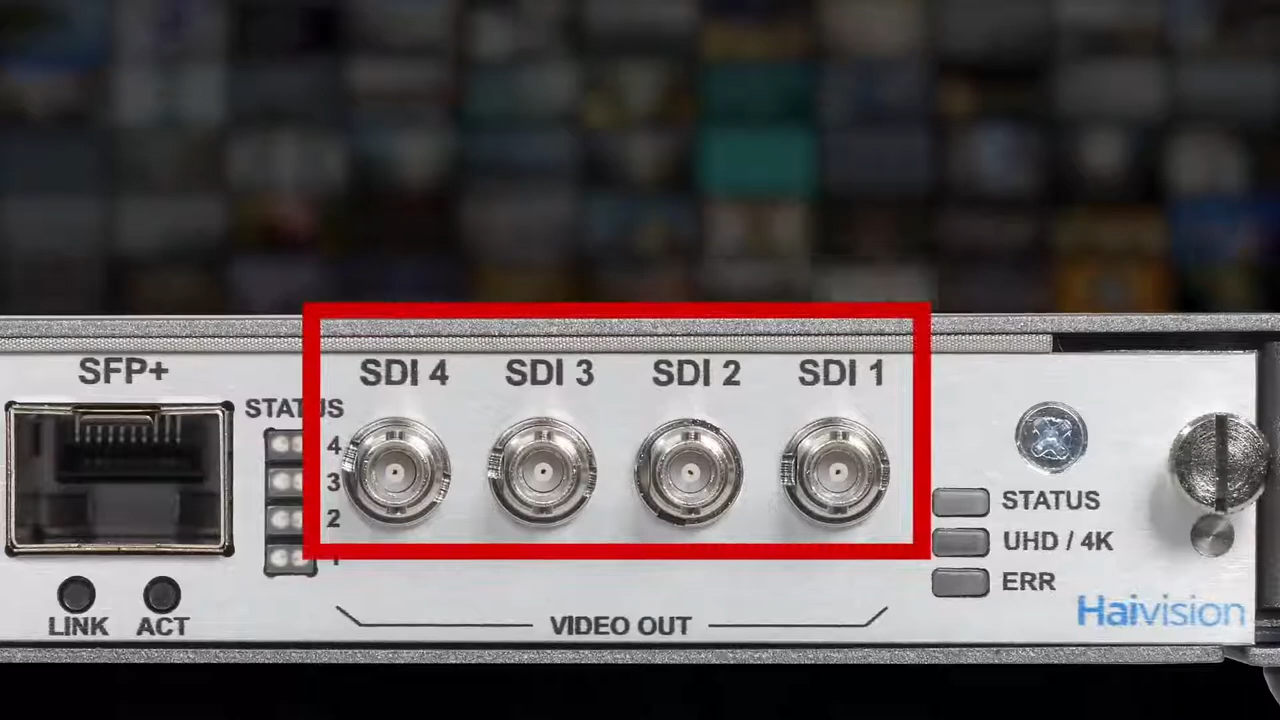 SFP+
SDI 4
SDI 3
SDI 2
SDI 1
STATUS
4
3
2
1
STATUS
UHD / 4K
ERR
LINK
ACT
VIDEO OUT
Haivision